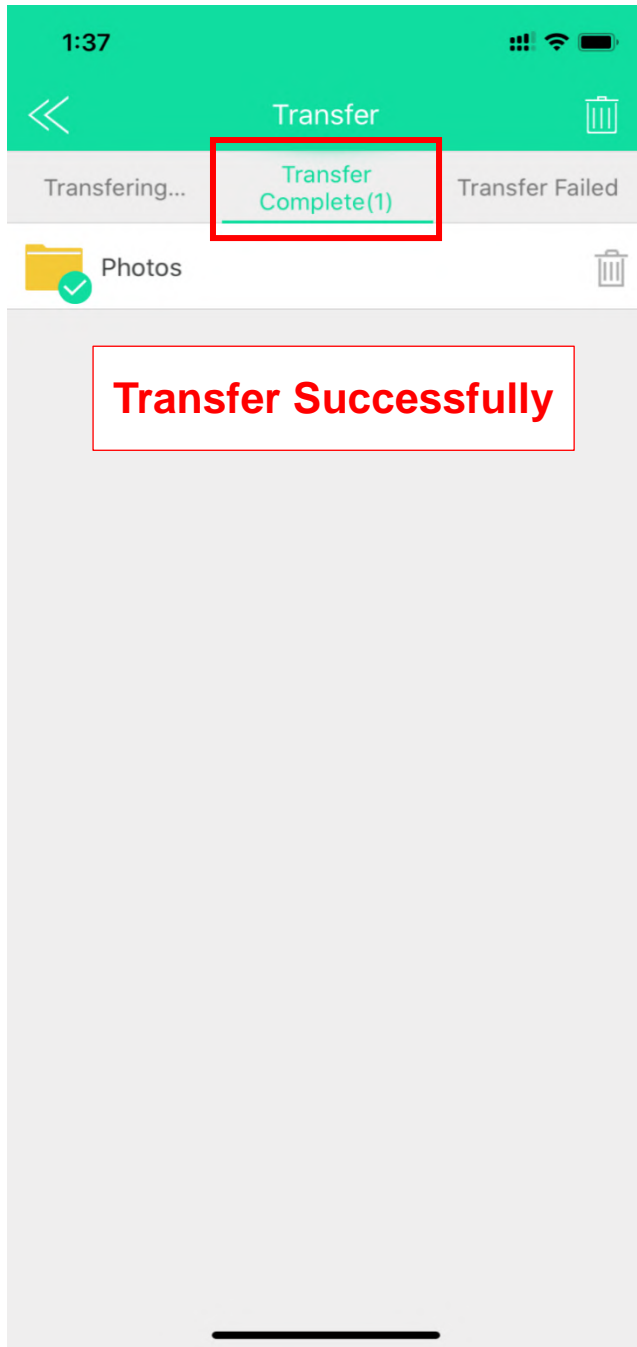 1:37
Transfer
Transfering...
Transfer
Complete(1)
Transfer Failed
Photos
Transfer Successfully